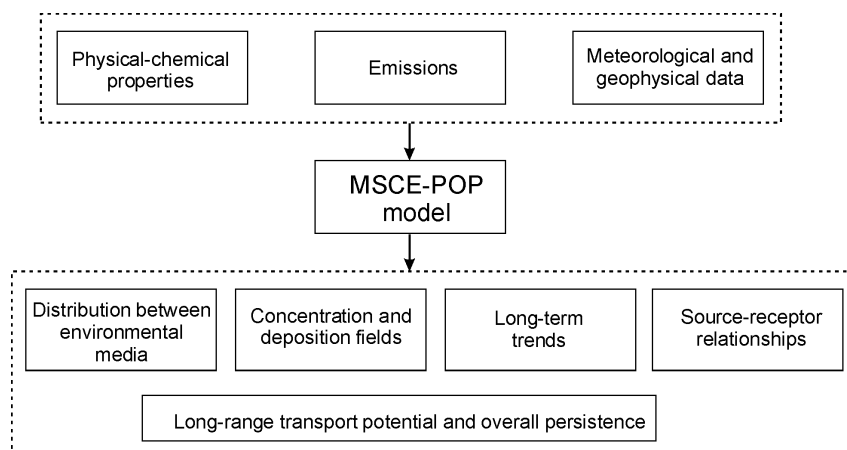 Physical-chemical
properties
Emissions
Meteorological and
geophysical data
MSCE-POP
model
Distribution between
environmental
media
Concentration and
deposition fields
Long-term
trends
Source-receptor
relationships
Long-range transport potential and overall persistence